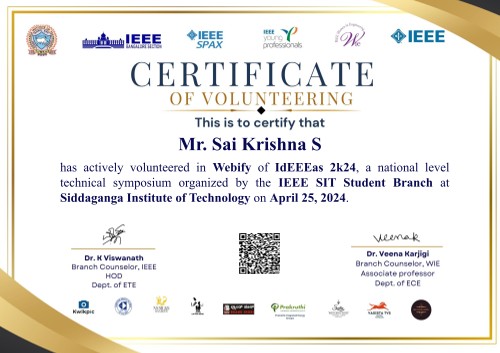 IEEE
BANGALORE SECTION
IEEE
SPAX
IEEE
young
professionals
WIE
IEEE
CERTIFICATE
OF VOLUNTEERING
This is to certify that
Mr. Sai Krishna S
has actively volunteered in Webify of IdEEEas 2k24, a national level
technical symposium organized by the IEEE SIT Student Branch at
Siddaganga Institute of Technology on April 25, 2024.
Veenak
Dr. K Viswanath
Branch Counselor, IEEE
HOD
Dept. of ETE
Dr. Veena Karjigi
Branch Counselor, WIE
Associate professor
Dept. of ECE
Kwikpic
Prakruthi